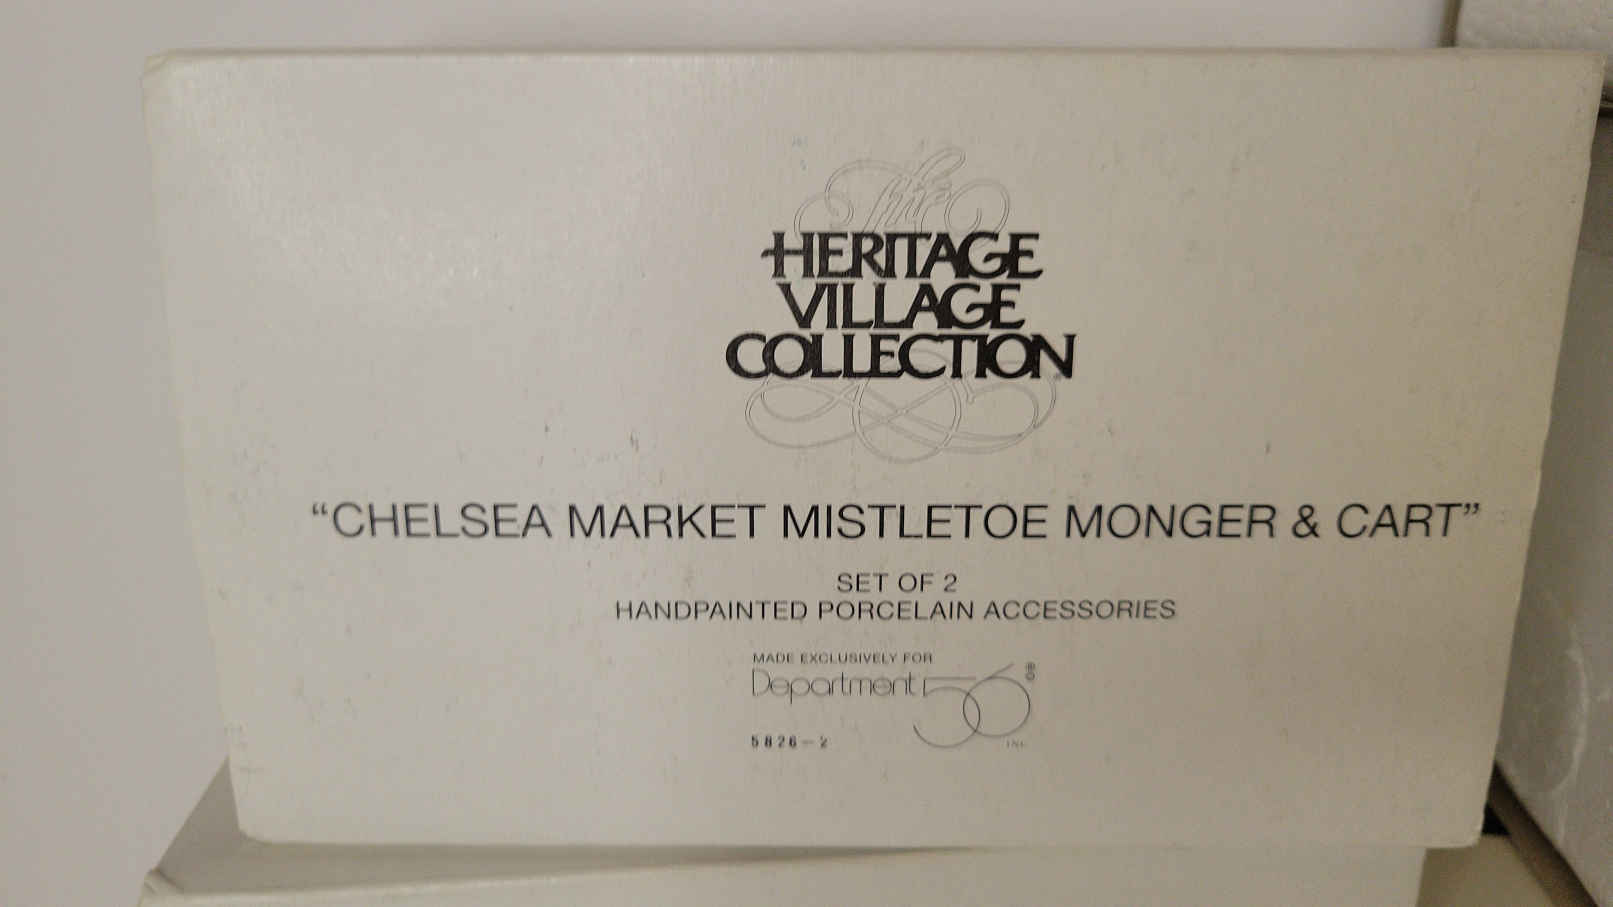 The
HERITAGE
VILLAGE
COLLECTION
“CHELSEA MARKET MISTLETOE MONGER & CART”
SET OF 2
HANDPAINTED PORCELAIN ACCESSORIES
MADE EXCLUSIVELY FOR
Department 56®
INC.
5826-2